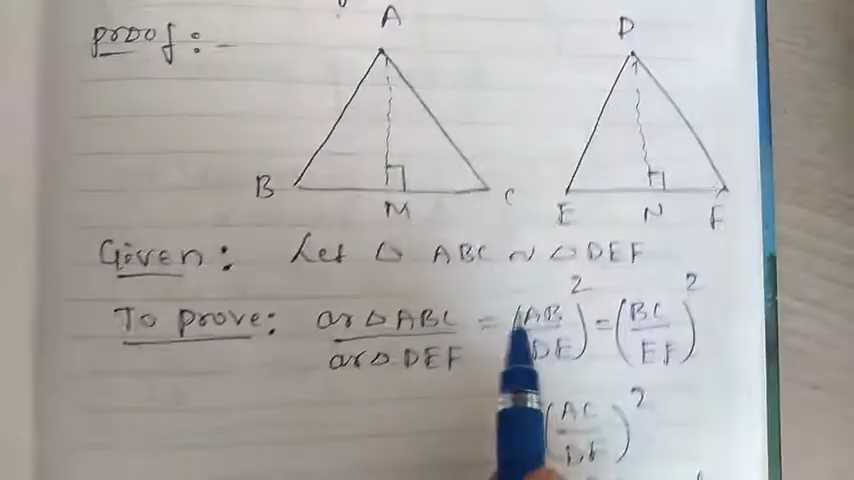 proof :-
A
D
B
M
C
E
N
F
Given: Let △ ABC ~ △ DEF
To prove: ar△ABC / ar△DEF = (AB / DE)² = (BC / EF)²
(AC / DF)²